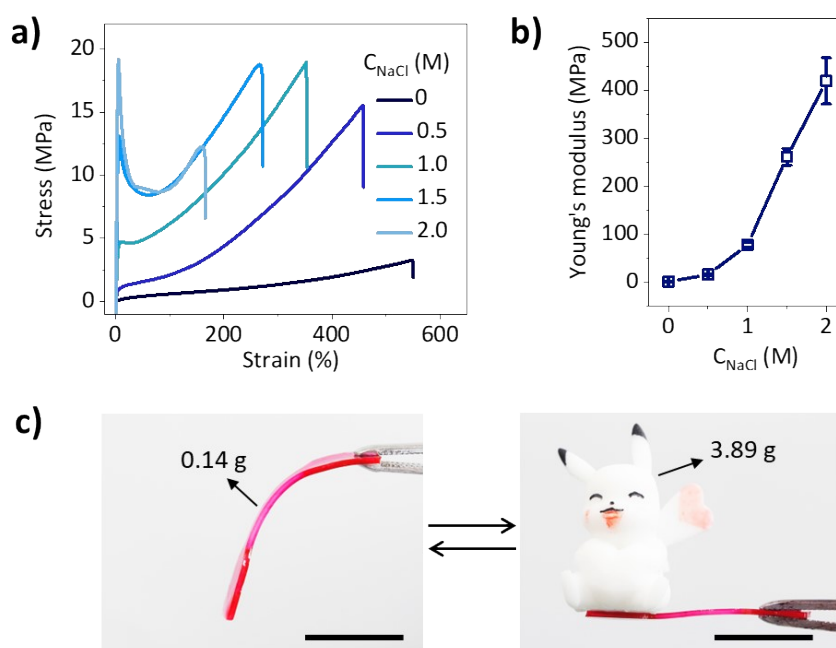 a)
20
15
10
5
0
Stress (MPa)
0
200
400
600
Strain (%)
C_NaCl (M)
0
0.5
1.0
1.5
2.0
b)
500
400
300
200
100
0
Young's modulus (MPa)
0
1
2
C_NaCl (M)
c)
0.14 g
3.89 g